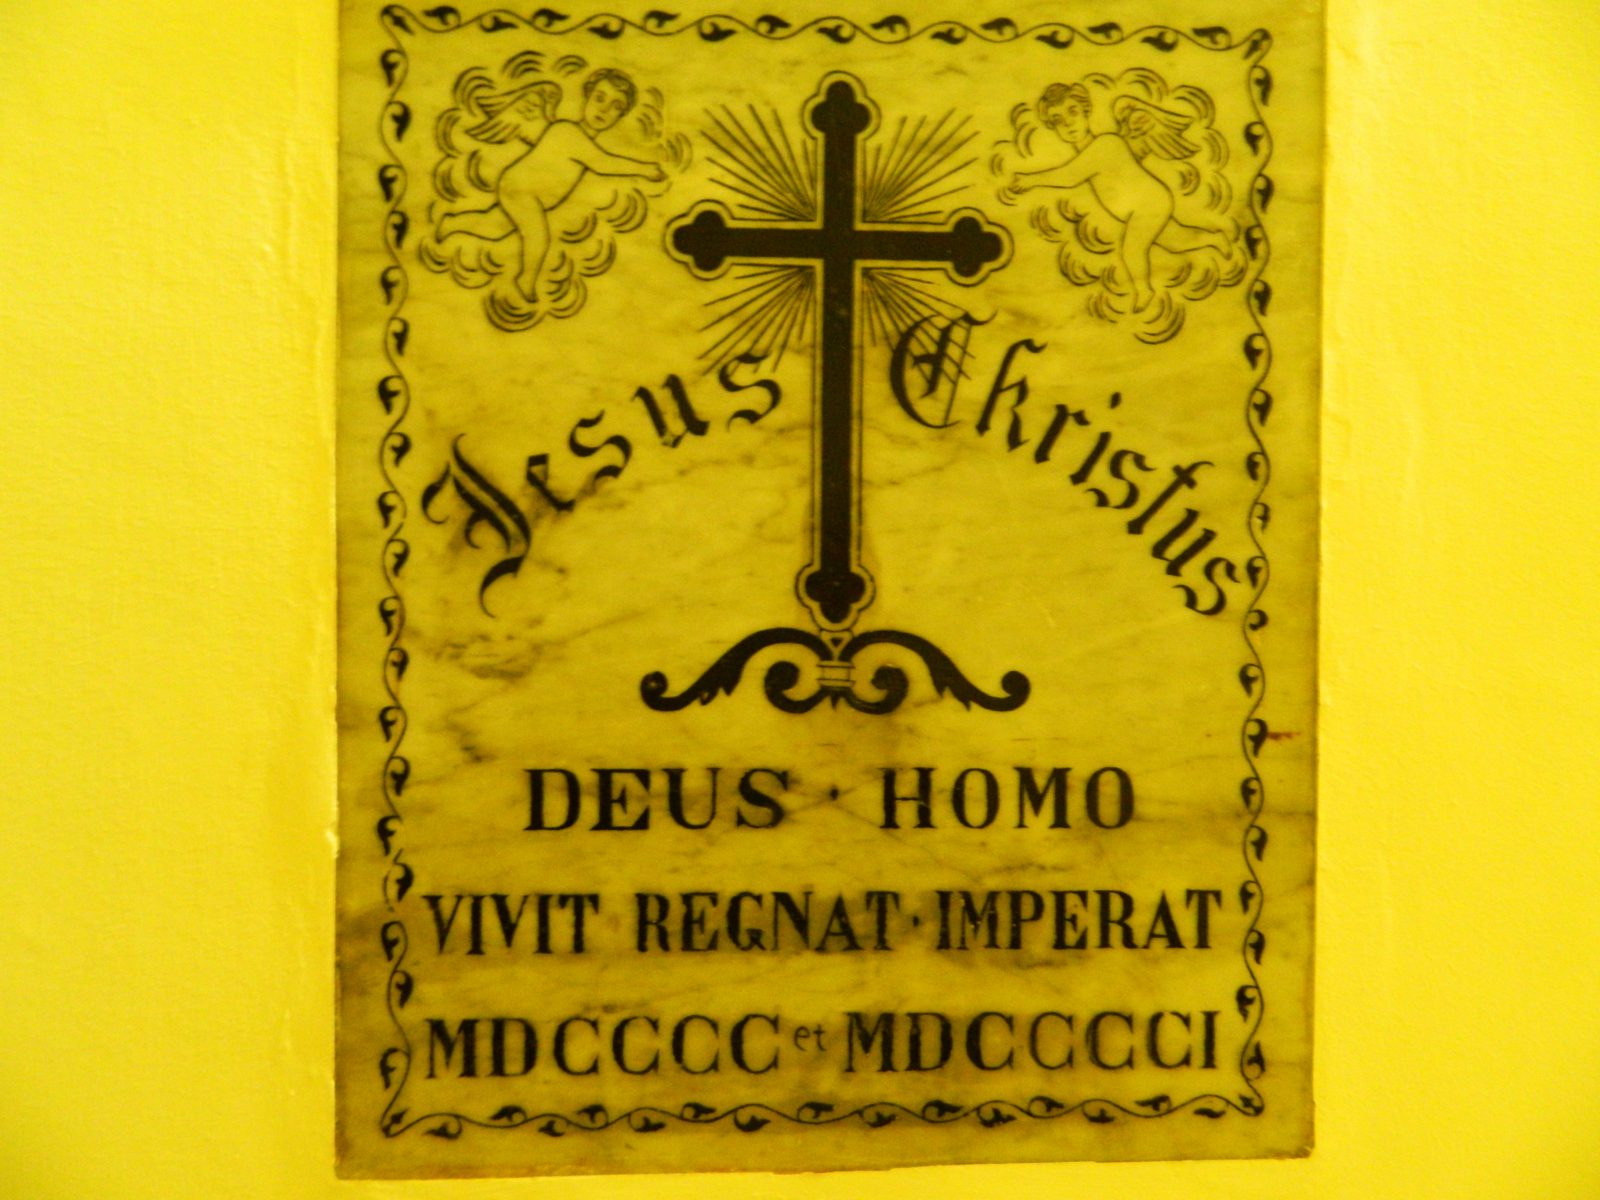 Jesus Christus
DEUS · HOMO
VIVIT REGNAT · IMPERAT
MDCCCC et MDCCCCI